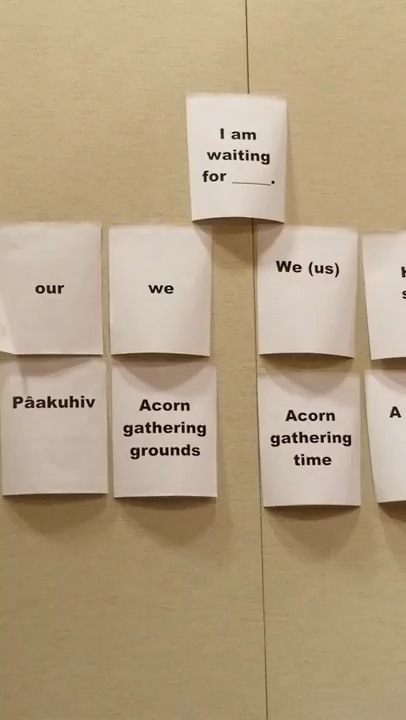 I am
waiting
for _____.
our
we
We (us)
Pâakuhiv
Acorn
gathering
grounds
Acorn
gathering
time
A